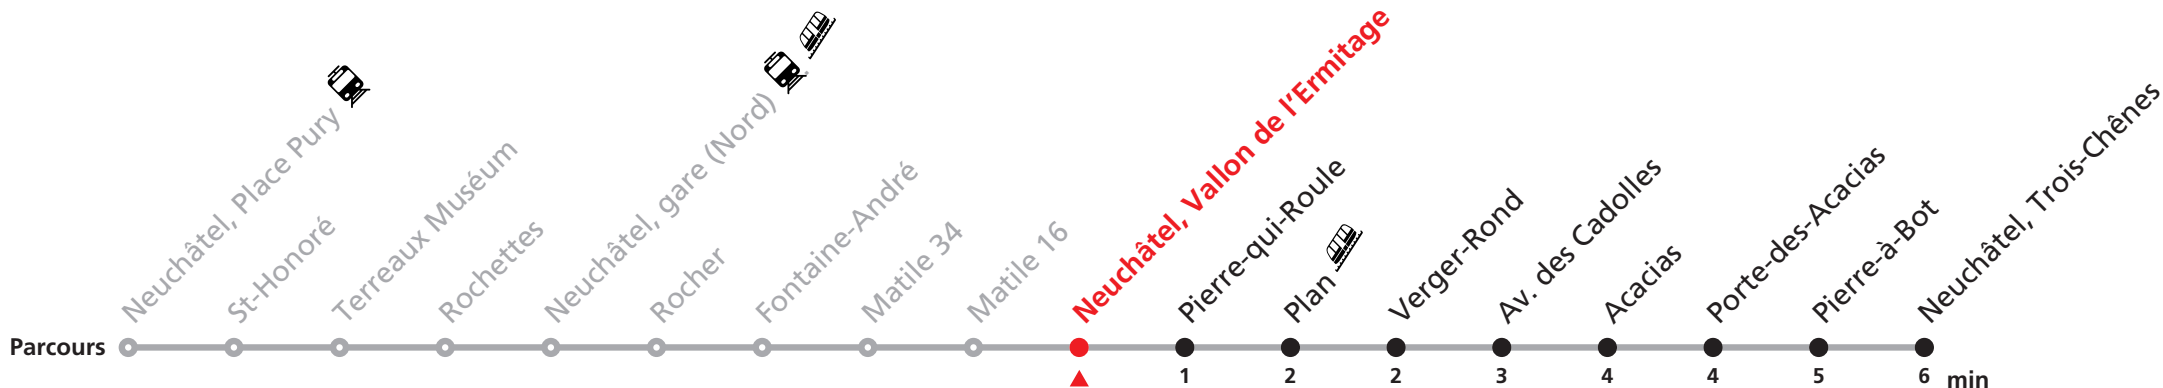 Neuchâtel, Place Pury
St-Honoré
Terreaux Muséum
Rochettes
Neuchâtel, gare (Nord)
Rocher
Fontaine-André
Matile 34
Matile 16
Neuchâtel, Vallon de l'Ermitage
Pierre-qui-Roule
Plan
Verger-Rond
Av. des Cadolles
Acacias
Porte-des-Acacias
Pierre-à-Bot
Neuchâtel, Trois-Chênes
Parcours
1 2 2 3 4 4 5 6 min